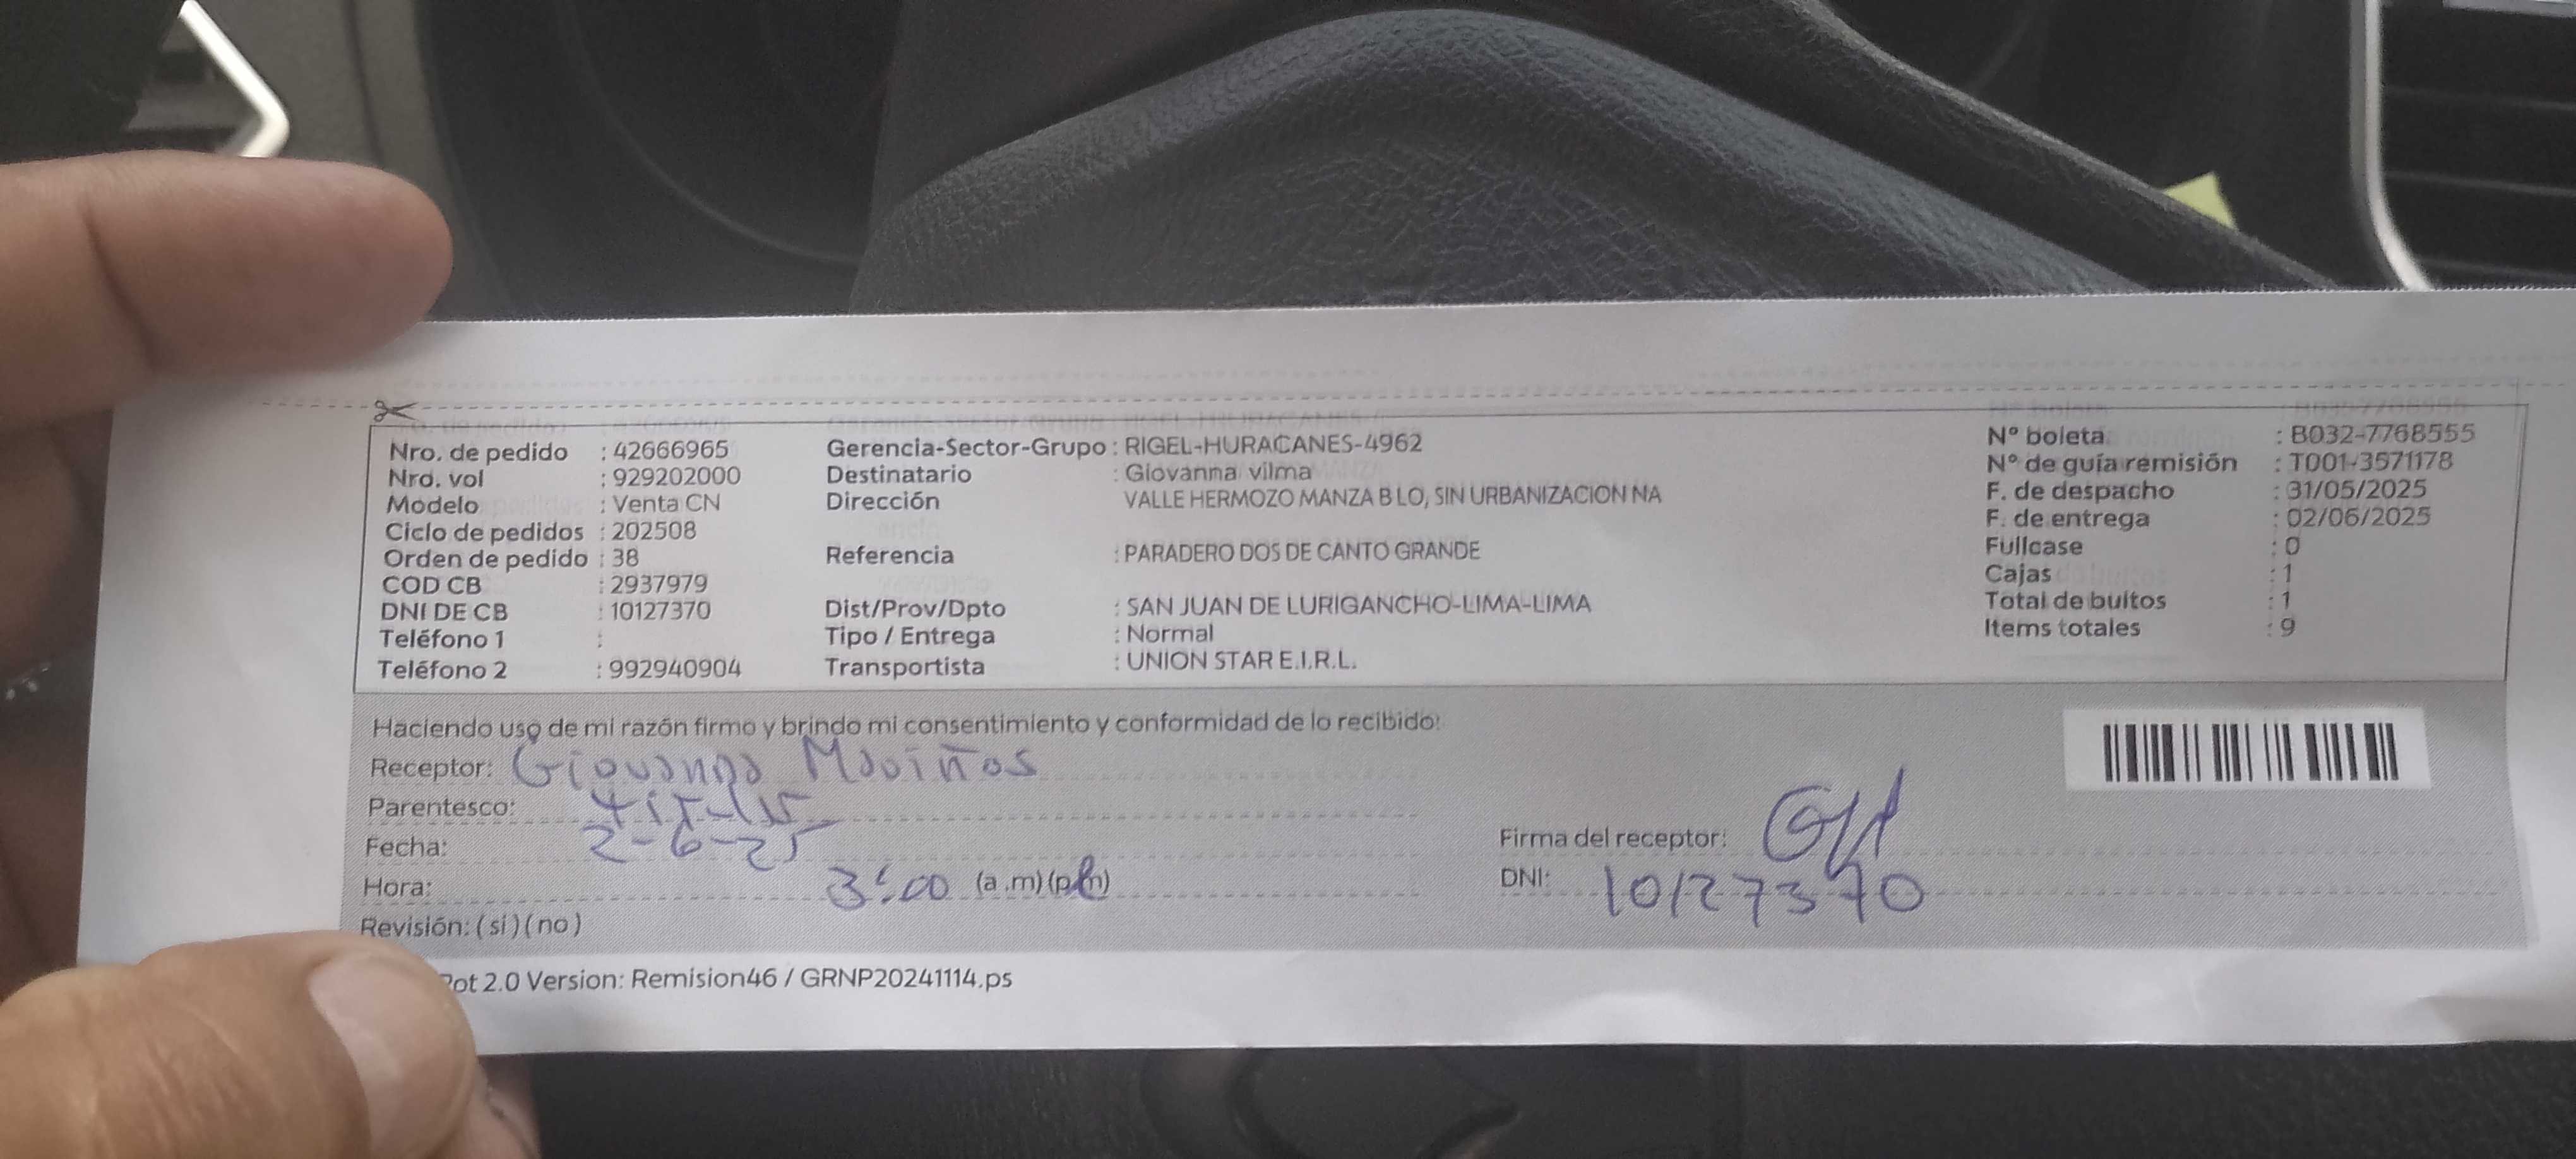 Nro. de pedido : 42666965
Nro. vol : 929202000
Modelo : Venta CN
Ciclo de pedidos : 202508
Orden de pedido : 38
COD CB : 2937979
DNI DE CB : 10127370
Teléfono 1 :
Teléfono 2 : 992940904
Gerencia-Sector-Grupo : RIGEL-HURACANES-4962
Destinatario : Giovanna vilma
Dirección VALLE HERMOZO MANZA B LO, SIN URBANIZACION NA
Referencia : PARADERO DOS DE CANTO GRANDE
Dist/Prov/Dpto : SAN JUAN DE LURIGANCHO-LIMA-LIMA
Tipo / Entrega : Normal
Transportista : UNION STAR E.I.R.L.
N° boleta : B032-7768555
N° de guía remisión : T001-3571178
F. de despacho : 31/05/2025
F. de entrega : 02/06/2025
Fullcase : 0
Cajas : 1
Total de bultos : 1
Items totales : 9
Haciendo uso de mi razón firmo y brindo mi consentimiento y conformidad de lo recibido:
Receptor: Giovanna
Parentesco:
Fecha: 2-6-25
Hora: 3:00 (a.m) (pm)
Revisión: (si) (no)
Firma del receptor:
DNI: 10127370
ot 2.0 Version: Remision46 / GRNP20241114.ps